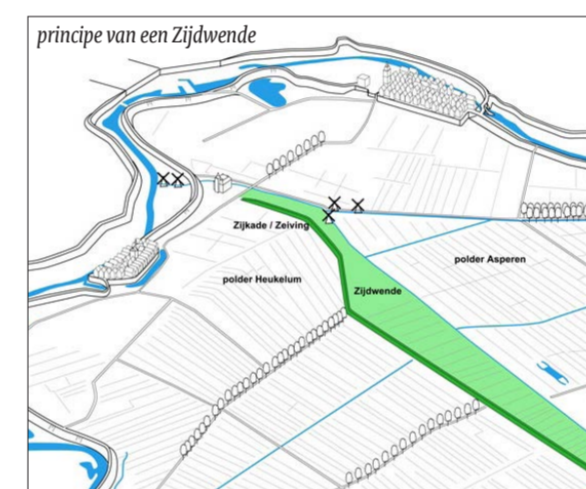 principe van een Zijdwende
Zijkade / Zeiving
polder Asperen
polder Heukelum
Zijdwende